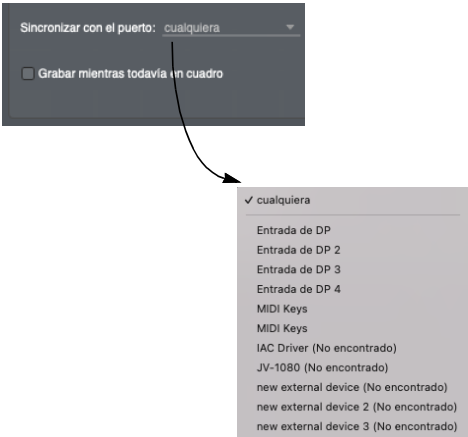 Sincronizar con el puerto: cualquiera
Grabar mientras todavía en cuadro
✓ cualquiera
Entrada de DP
Entrada de DP 2
Entrada de DP 3
Entrada de DP 4
MIDI Keys
MIDI Keys
IAC Driver (No encontrado)
JV-1080 (No encontrado)
new external device (No encontrado)
new external device 2 (No encontrado)
new external device 3 (No encontrado)